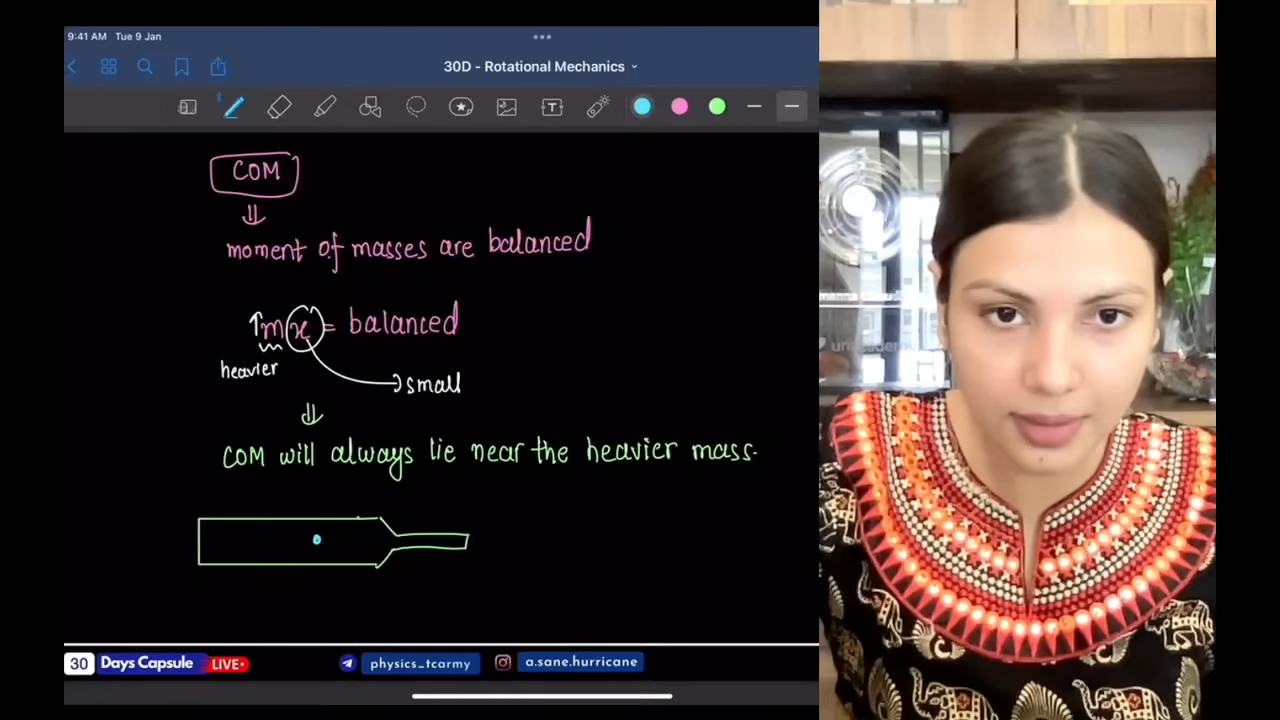 9:41 AM Tue 9 Jan
30D - Rotational Mechanics
COM
⇓
moment of masses are balanced
↑mx = balanced
heavier
small
⇓
COM will always lie near the heavier mass.
30 Days Capsule LIVE
physics_tcarmy
a.sane.hurricane